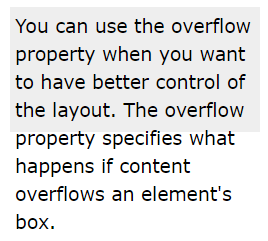 You can use the overflow
property when you want
to have better control of
the layout. The overflow
property specifies what
happens if content
overflows an element's
box.